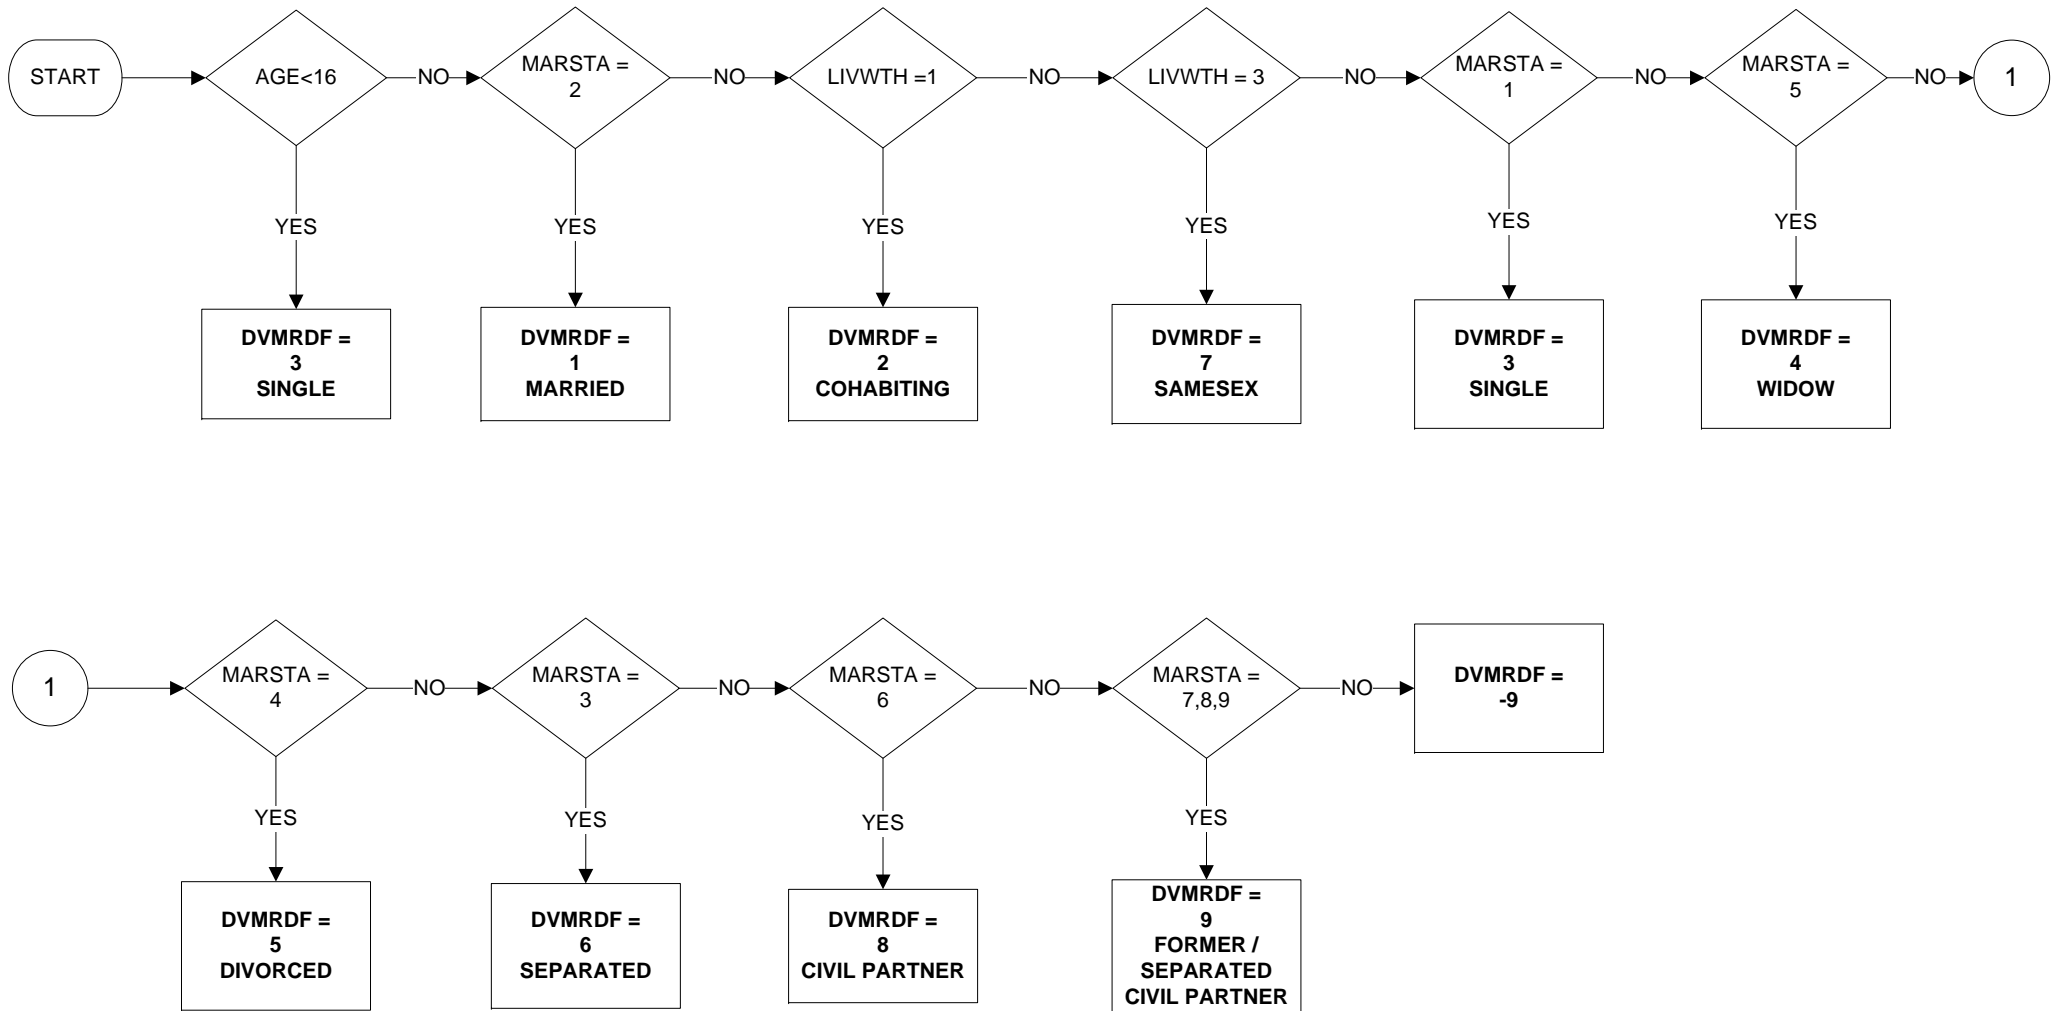 START
AGE<16
NO
MARSTA =
2
NO
LIVWTH =1
NO
LIVWTH = 3
NO
MARSTA =
1
NO
MARSTA =
5
NO
1
YES
YES
YES
YES
YES
YES
DVMRDF =
3
SINGLE
DVMRDF =
1
MARRIED
DVMRDF =
2
COHABITING
DVMRDF =
7
SAMESEX
DVMRDF =
3
SINGLE
DVMRDF =
4
WIDOW
1
MARSTA =
4
NO
MARSTA =
3
NO
MARSTA =
6
NO
MARSTA =
7,8,9
NO
DVMRDF =
-9
YES
YES
YES
YES
DVMRDF =
5
DIVORCED
DVMRDF =
6
SEPARATED
DVMRDF =
8
CIVIL PARTNER
DVMRDF =
9
FORMER /
SEPARATED
CIVIL PARTNER